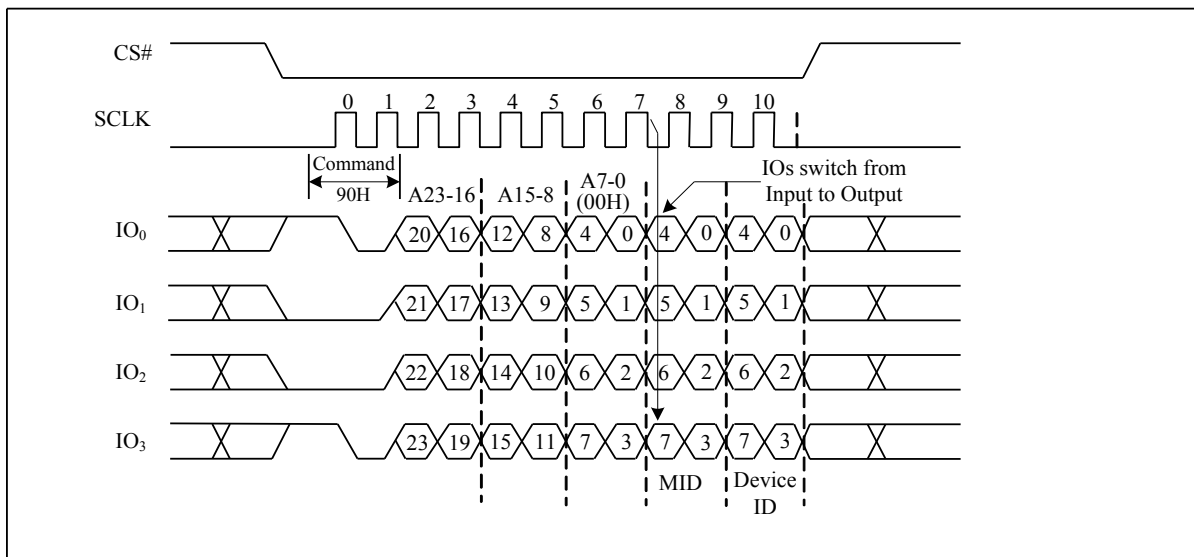 CS#
0 1 2 3 4 5 6 7 8 9 10
SCLK
Command
90H
A23-16
A15-8
A7-0
(00H)
IOs switch from
Input to Output
IO0
20 16 12 8 4 0 4 0 4 0
IO1
21 17 13 9 5 1 5 1 5 1
IO2
22 18 14 10 6 2 6 2 6 2
IO3
23 19 15 11 7 3 7 3 7 3
MID
Device
ID